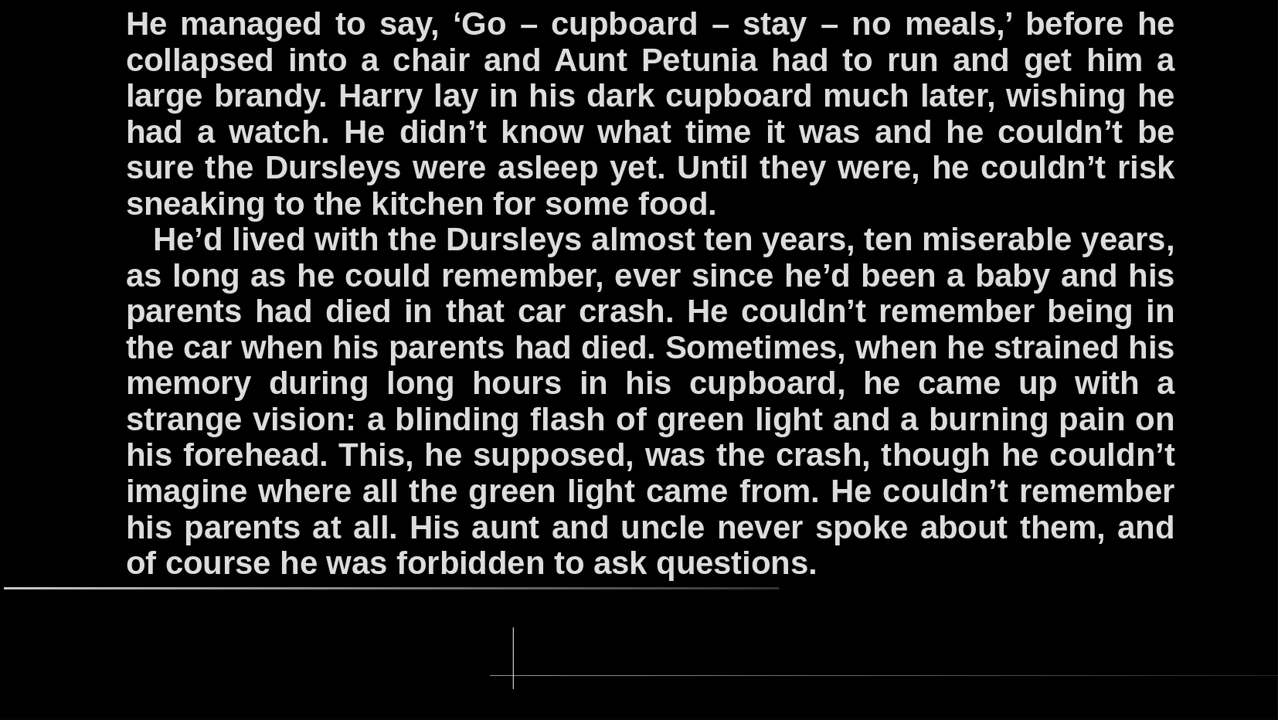 He managed to say, ‘Go – cupboard – stay – no meals,’ before he
collapsed into a chair and Aunt Petunia had to run and get him a
large brandy. Harry lay in his dark cupboard much later, wishing he
had a watch. He didn’t know what time it was and he couldn’t be
sure the Dursleys were asleep yet. Until they were, he couldn’t risk
sneaking to the kitchen for some food.
He’d lived with the Dursleys almost ten years, ten miserable years,
as long as he could remember, ever since he’d been a baby and his
parents had died in that car crash. He couldn’t remember being in
the car when his parents had died. Sometimes, when he strained his
memory during long hours in his cupboard, he came up with a
strange vision: a blinding flash of green light and a burning pain on
his forehead. This, he supposed, was the crash, though he couldn’t
imagine where all the green light came from. He couldn’t remember
his parents at all. His aunt and uncle never spoke about them, and
of course he was forbidden to ask questions.